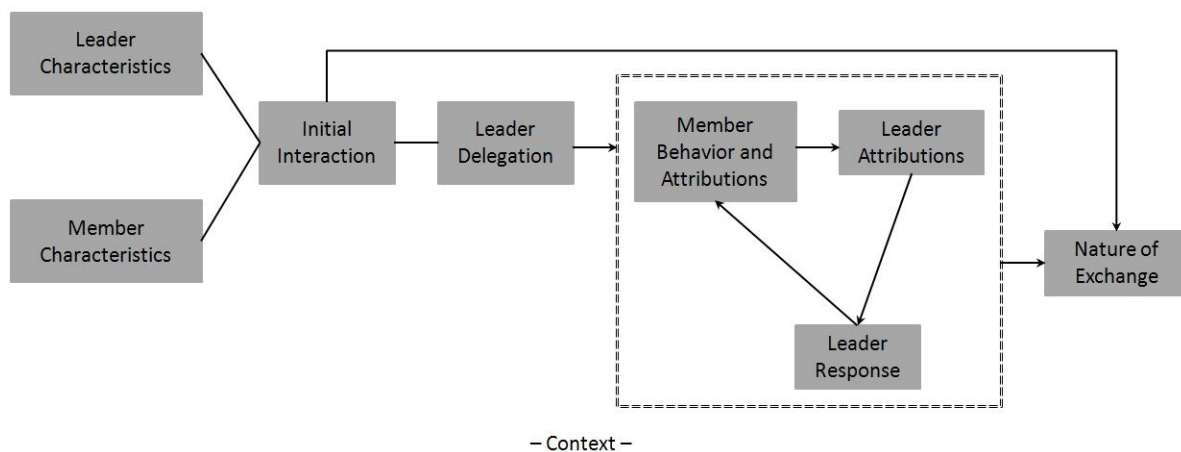 Leader
Characteristics
Member
Characteristics
Initial
Interaction
Leader
Delegation
Member
Behavior and
Attributions
Leader
Attributions
Leader
Response
Nature of
Exchange
– Context –